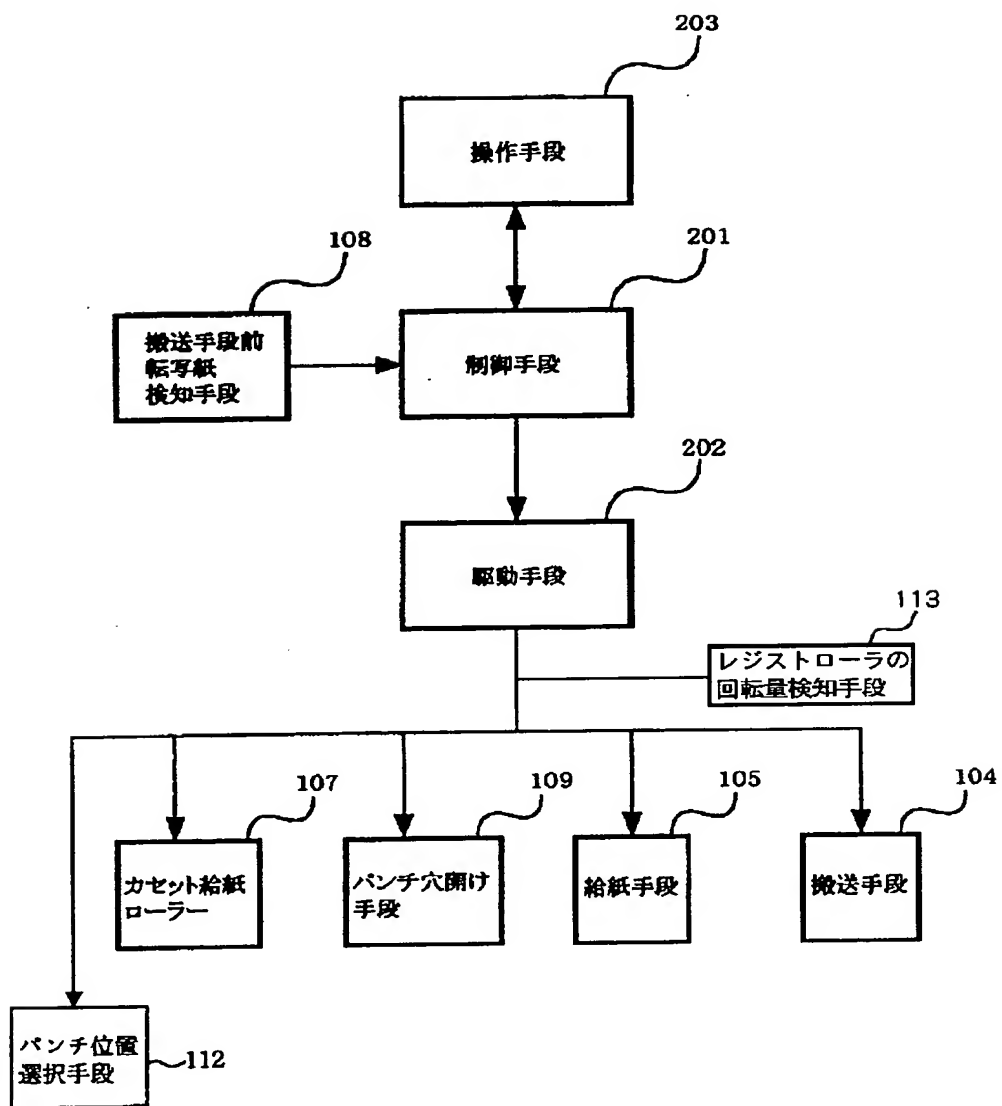 203
操作手段
108
201
搬送手段前
転写紙
検知手段
制御手段
202
駆動手段
113
レジストローラの
回転量検知手段
107
109
105
104
カセット給紙
ローラー
パンチ穴開け
手段
給紙手段
搬送手段
パンチ位置
選択手段
112